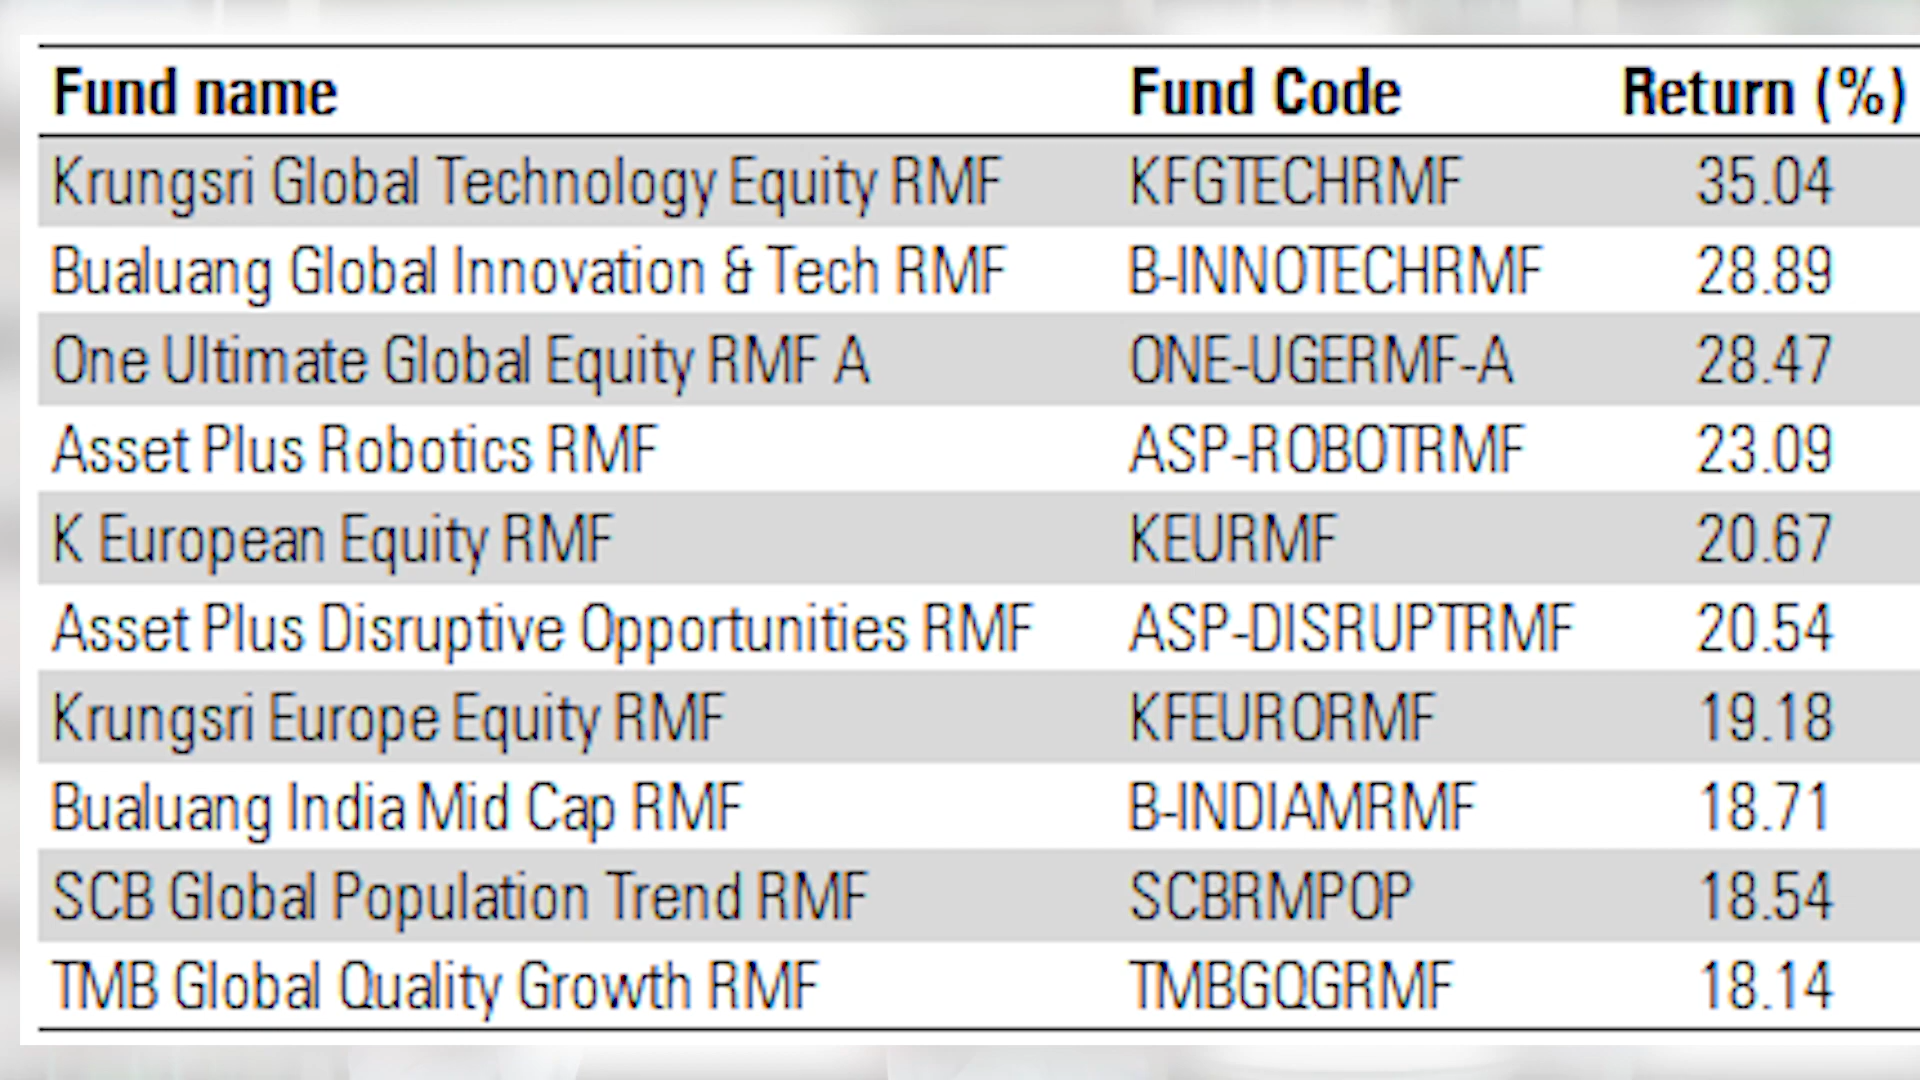 Fund name Fund Code Return (%)
Krungsri Global Technology Equity RMF KFGTECHRMF 35.04
Bualuang Global Innovation & Tech RMF B-INNOTECHRMF 28.89
One Ultimate Global Equity RMF A ONE-UGERMF-A 28.47
Asset Plus Robotics RMF ASP-ROBOTRMF 23.09
K European Equity RMF KEURMF 20.67
Asset Plus Disruptive Opportunities RMF ASP-DISRUPTRMF 20.54
Krungsri Europe Equity RMF KFEURORMF 19.18
Bualuang India Mid Cap RMF B-INDIAMRMF 18.71
SCB Global Population Trend RMF SCBRMPOP 18.54
TMB Global Quality Growth RMF TMBGQGRMF 18.14